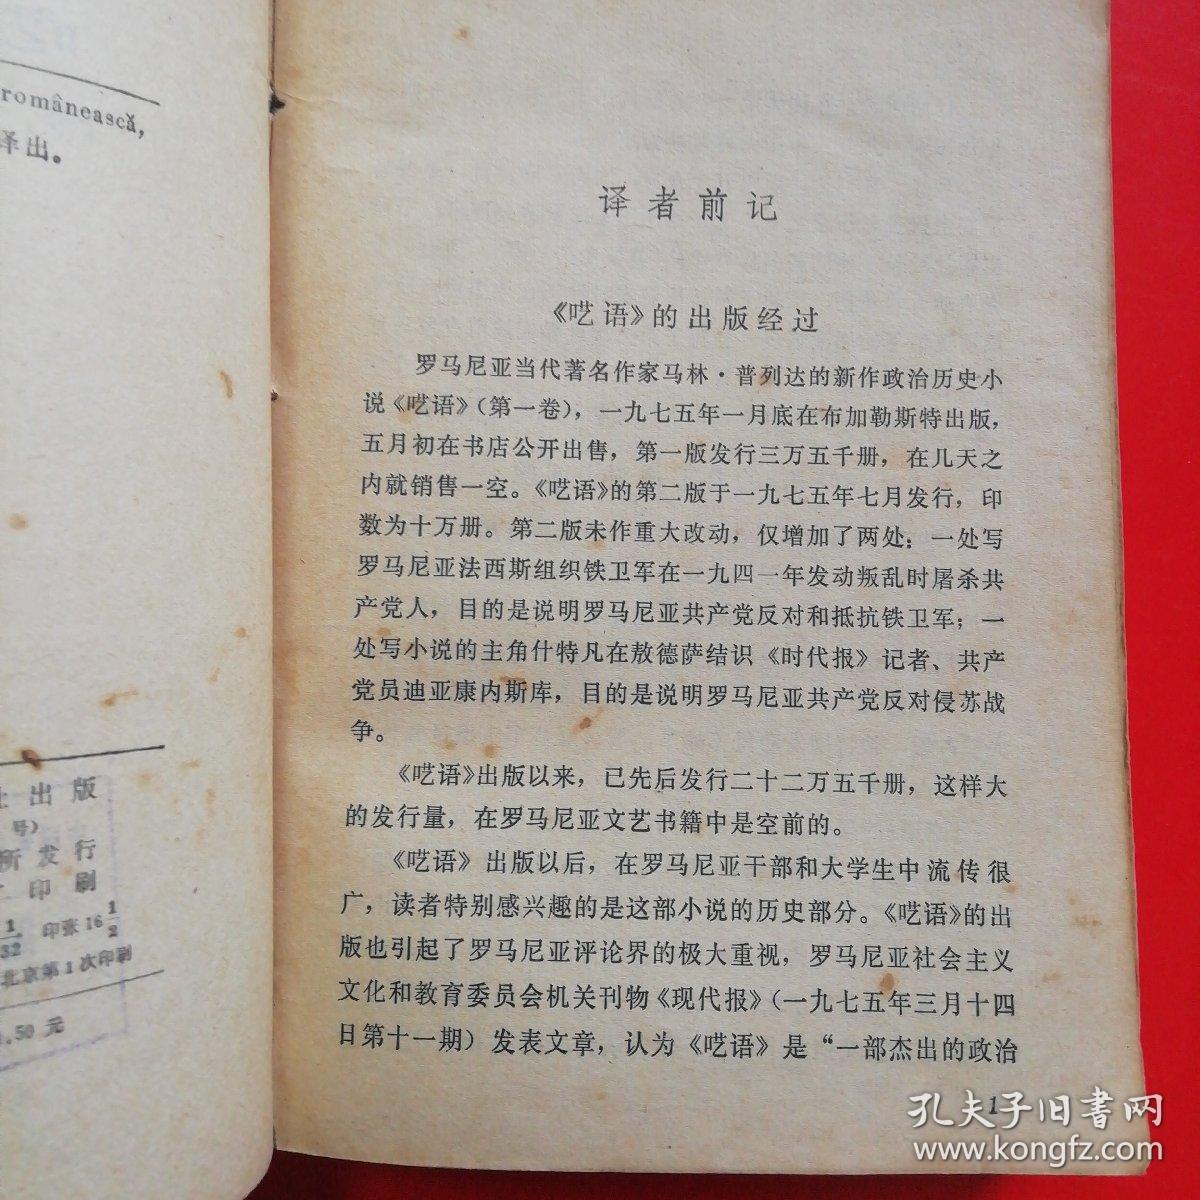 românească,
译出。
社出版
号)
所发行
印刷
1/32 印张16 1/2
北京第1次印刷
.50 元
译者前记
《呓语》的出版经过
罗马尼亚当代著名作家马林·普列达的新作政治历史小
说《呓语》(第一卷),一九七五年一月底在布加勒斯特出版,
五月初在书店公开出售,第一版发行三万五千册,在几天之
内就销售一空。《呓语》的第二版于一九七五年七月发行,印
数为十万册。第二版未作重大改动,仅增加了两处:一处写
罗马尼亚法西斯组织铁卫军在一九四一年发动叛乱时屠杀共
产党人,目的是说明罗马尼亚共产党反对和抵抗铁卫军;一
处写小说的主角什特凡在敖德萨结识《时代报》记者、共产
党员迪亚康内斯库,目的是说明罗马尼亚共产党反对侵苏战
争。
《呓语》出版以来,已先后发行二十二万五千册,这样大
的发行量,在罗马尼亚文艺书籍中是空前的。
《呓语》出版以后,在罗马尼亚干部和大学生中流传很
广,读者特别感兴趣的是这部小说的历史部分。《呓语》的出
版也引起了罗马尼亚评论界的极大重视,罗马尼亚社会主义
文化和教育委员会机关刊物《现代报》(一九七五年三月十四
日第十一期)发表文章,认为《呓语》是“一部杰出的政治
1
孔夫子旧书网
www.kongfz.com